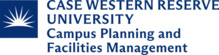 CASE WESTERN RESERVE
UNIVERSITY
Campus Planning and
Facilities Management